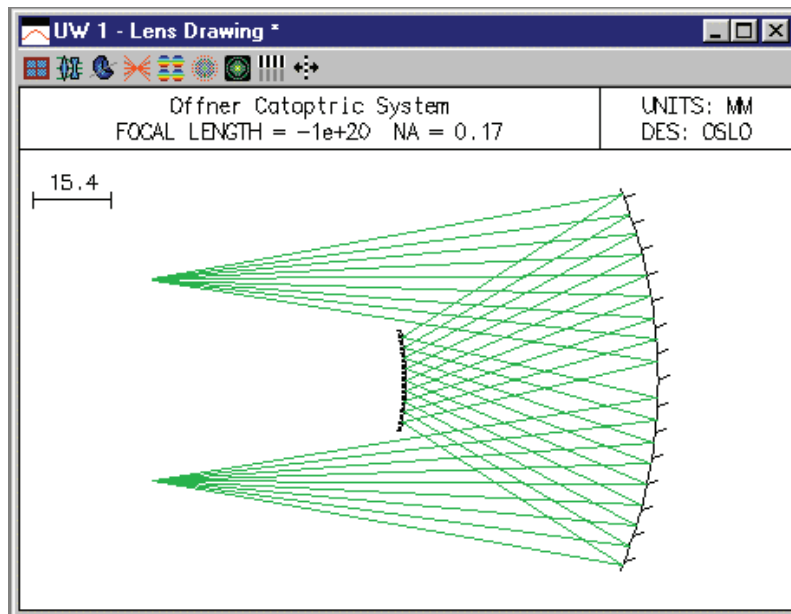 UW 1 - Lens Drawing *
Offner Catoptric System
FOCAL LENGTH = -1e+20 NA = 0.17
UNITS: MM
DES: OSLO
15.4